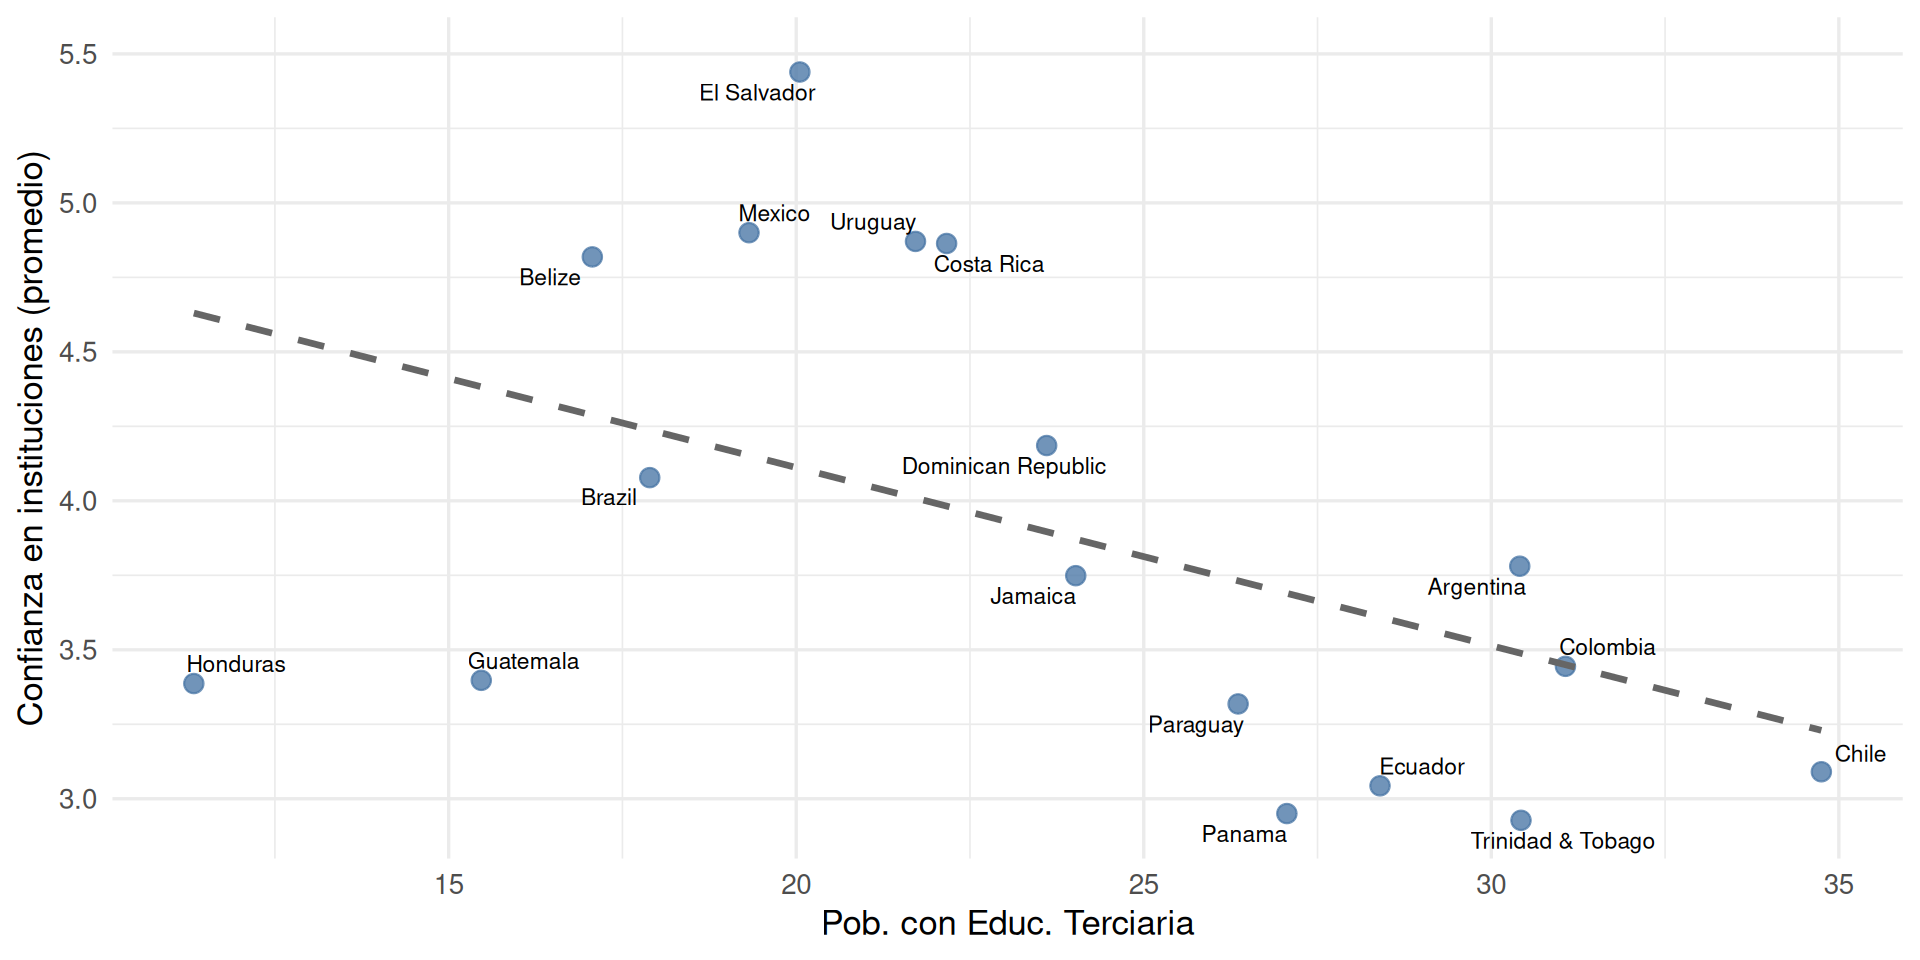 5.5
El Salvador
5.0
Mexico
Uruguay
Costa Rica
Belize
4.5
Dominican Republic
Brazil
4.0
Jamaica
Argentina
Colombia
3.5
Honduras
Guatemala
Paraguay
Chile
Ecuador
3.0
Panama
Trinidad & Tobago
15 20 25 30 35
Pob. con Educ. Terciaria
Confianza en instituciones (promedio)